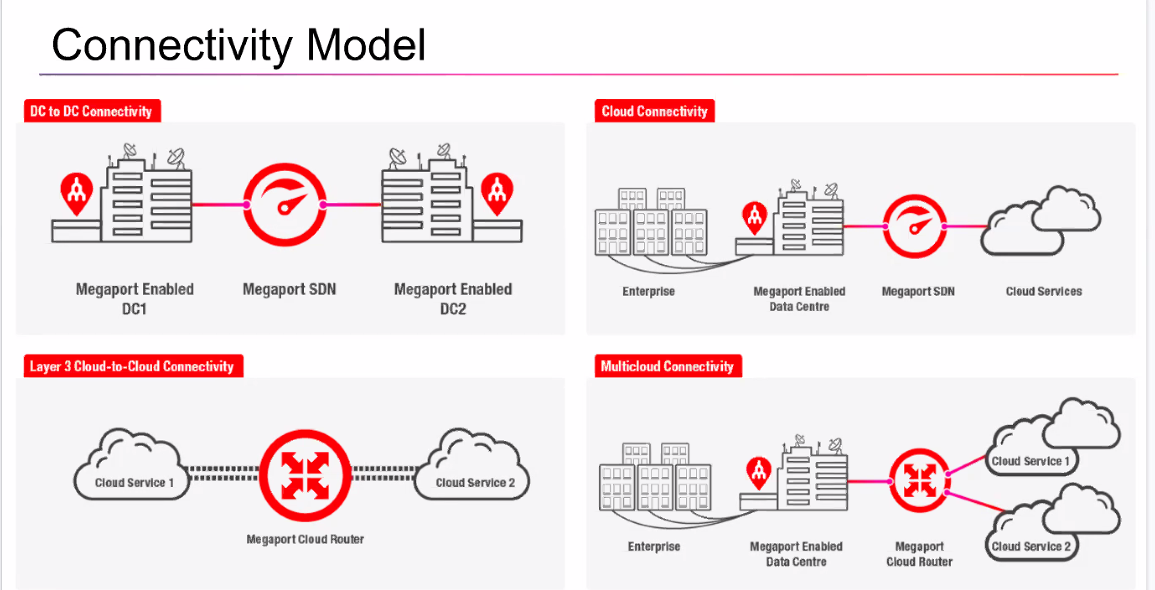 Connectivity Model
DC to DC Connectivity
Megaport Enabled
DC1
Megaport SDN
Megaport Enabled
DC2
Cloud Connectivity
Enterprise
Megaport Enabled
Data Centre
Megaport SDN
Cloud Services
Layer 3 Cloud-to-Cloud Connectivity
Cloud Service 1
Cloud Service 2
Megaport Cloud Router
Multicloud Connectivity
Cloud Service 1
Cloud Service 2
Enterprise
Megaport Enabled
Data Centre
Megaport
Cloud Router